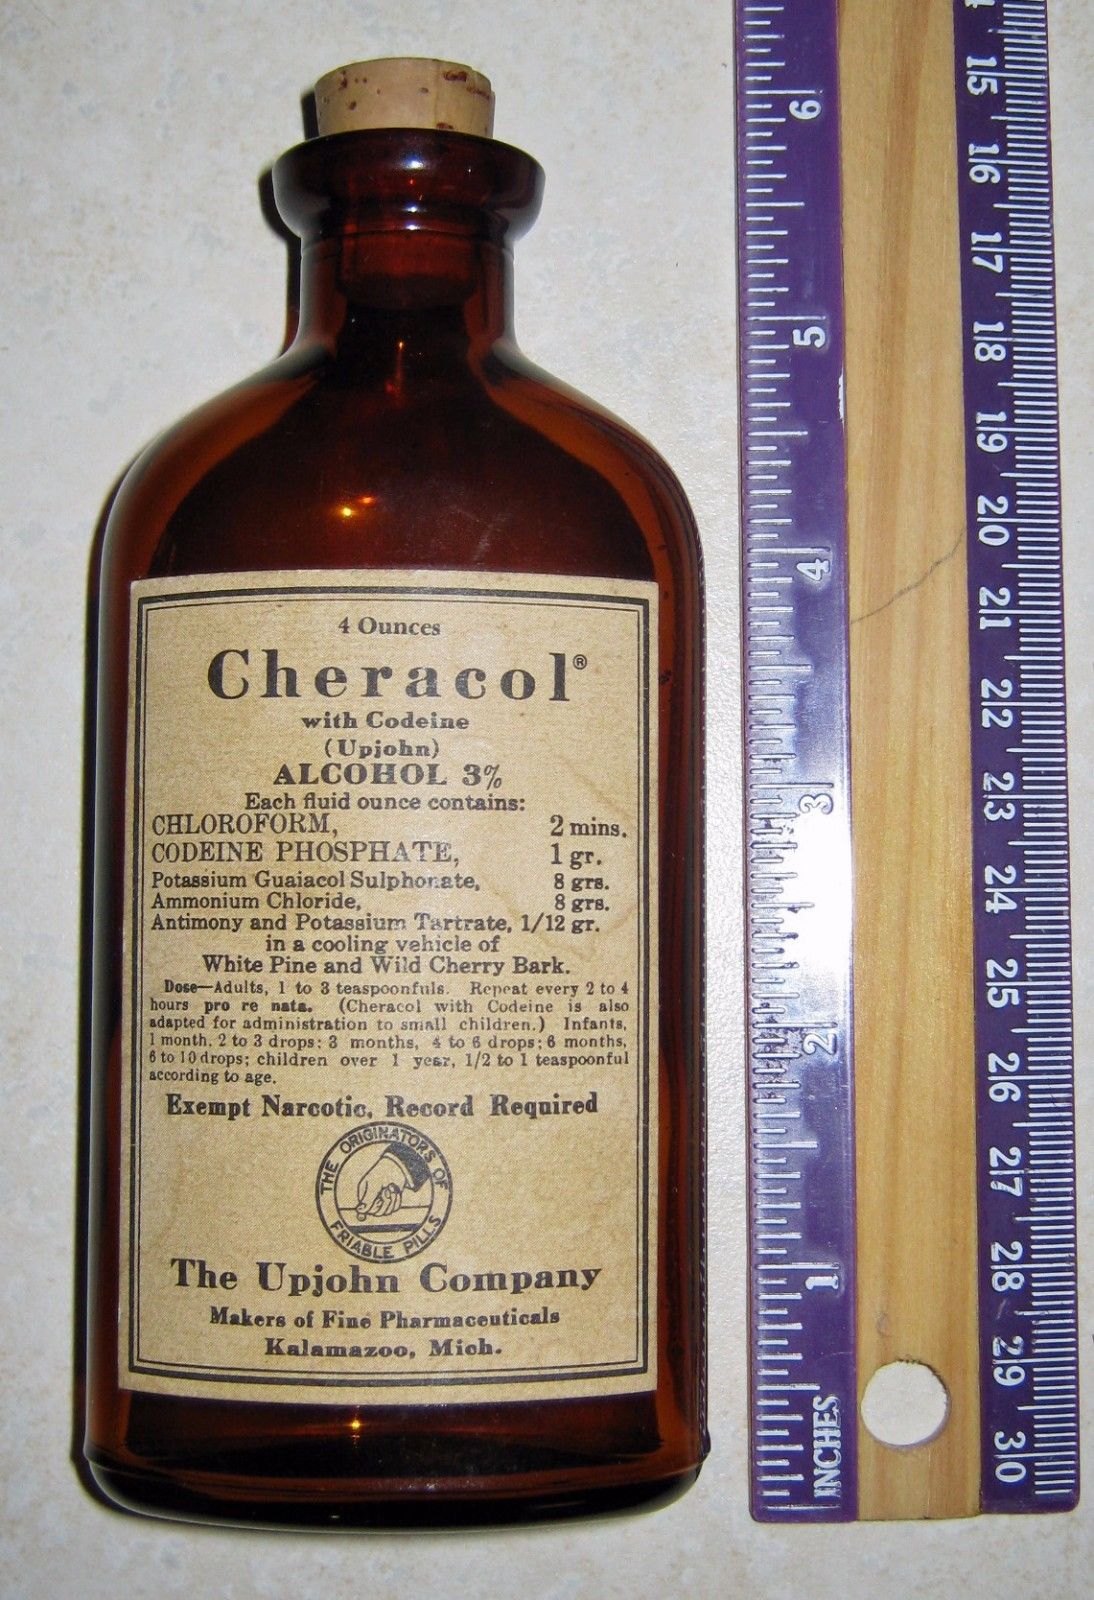 4 Ounces
Cheracol®
with Codeine
(Upjohn)
ALCOHOL 3%
Each fluid ounce contains:
CHLOROFORM, 2 mins.
CODEINE PHOSPHATE, 1 gr.
Potassium Guaiacol Sulphonate, 8 grs.
Ammonium Chloride, 8 grs.
Antimony and Potassium Tartrate, 1/12 gr.
in a cooling vehicle of
White Pine and Wild Cherry Bark.
Dose—Adults, 1 to 3 teaspoonfuls. Repeat every 2 to 4
hours pro re nata. (Cheracol with Codeine is also
adapted for administration to small children.) Infants,
1 month, 2 to 3 drops; 3 months, 4 to 6 drops; 6 months,
6 to 10 drops; children over 1 year, 1/2 to 1 teaspoonful
according to age.
Exempt Narcotic, Record Required
THE ORIGINATORS OF
FRIABLE PILLS
The Upjohn Company
Makers of Fine Pharmaceuticals
Kalamazoo, Mich.
6
5
4
3
2
1
INCHES
15
16
17
18
19
20
21
22
23
24
25
26
27
28
29
30